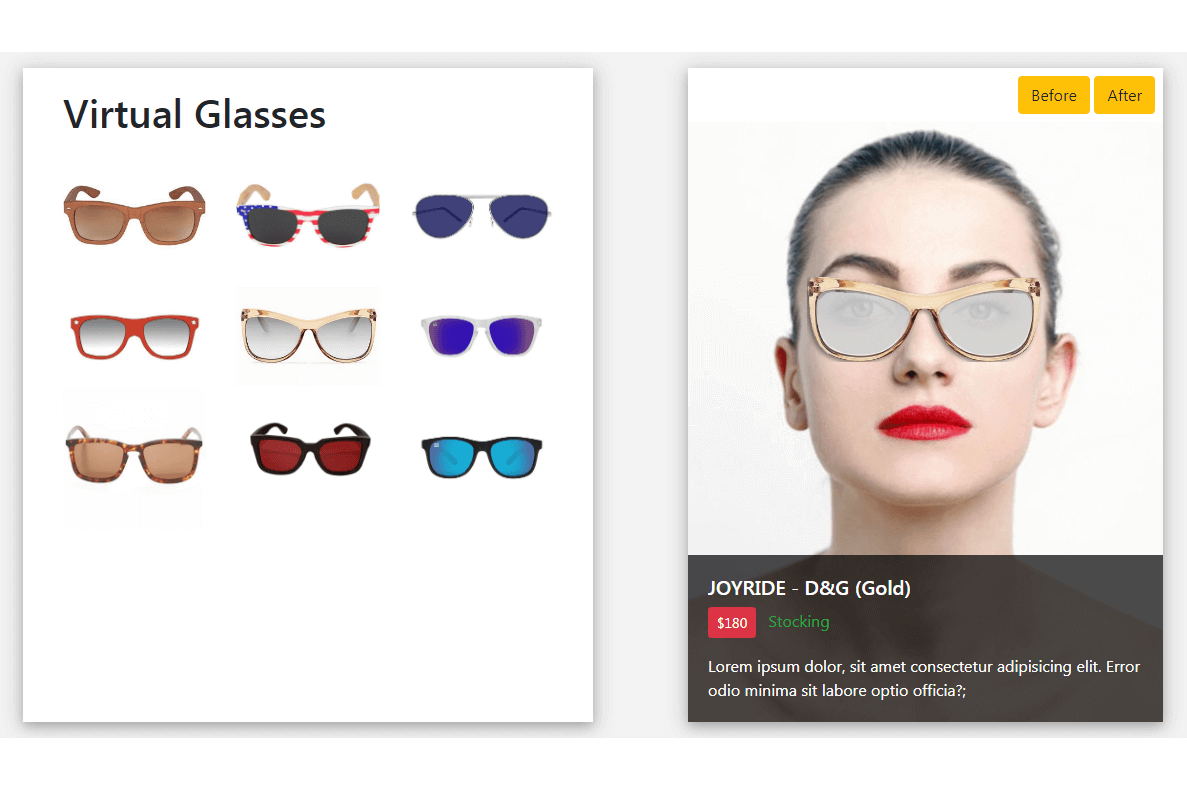 Virtual Glasses
Before
After
JOYRIDE - D&G (Gold)
$180
Stocking
Lorem ipsum dolor, sit amet consectetur adipisicing elit. Error
odio minima sit labore optio officia?;